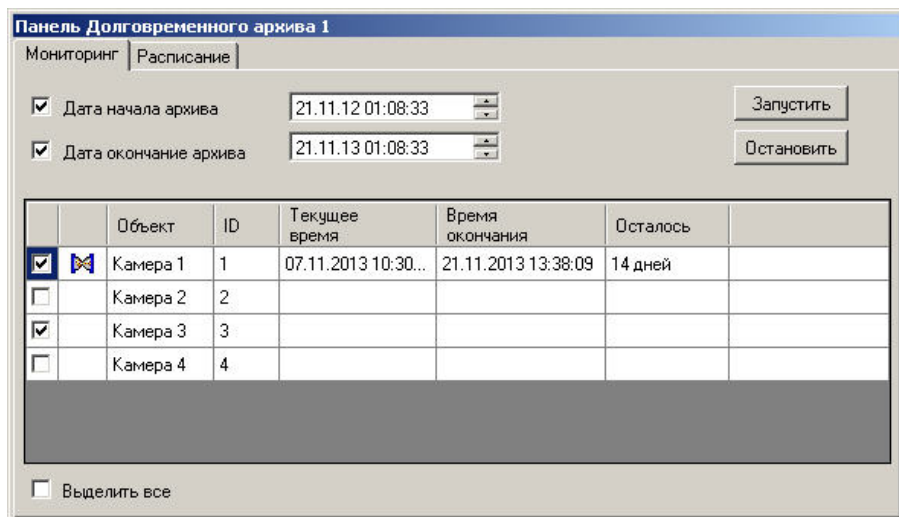 Панель Долговременного архива 1
Мониторинг Расписание
Дата начала архива 21.11.12 01:08:33 Запустить
Дата окончание архива 21.11.13 01:08:33 Остановить
Объект ID Текущее время Время окончания Осталось
Камера 1 1 07.11.2013 10:30... 21.11.2013 13:38:09 14 дней
Камера 2 2
Камера 3 3
Камера 4 4
Выделить все